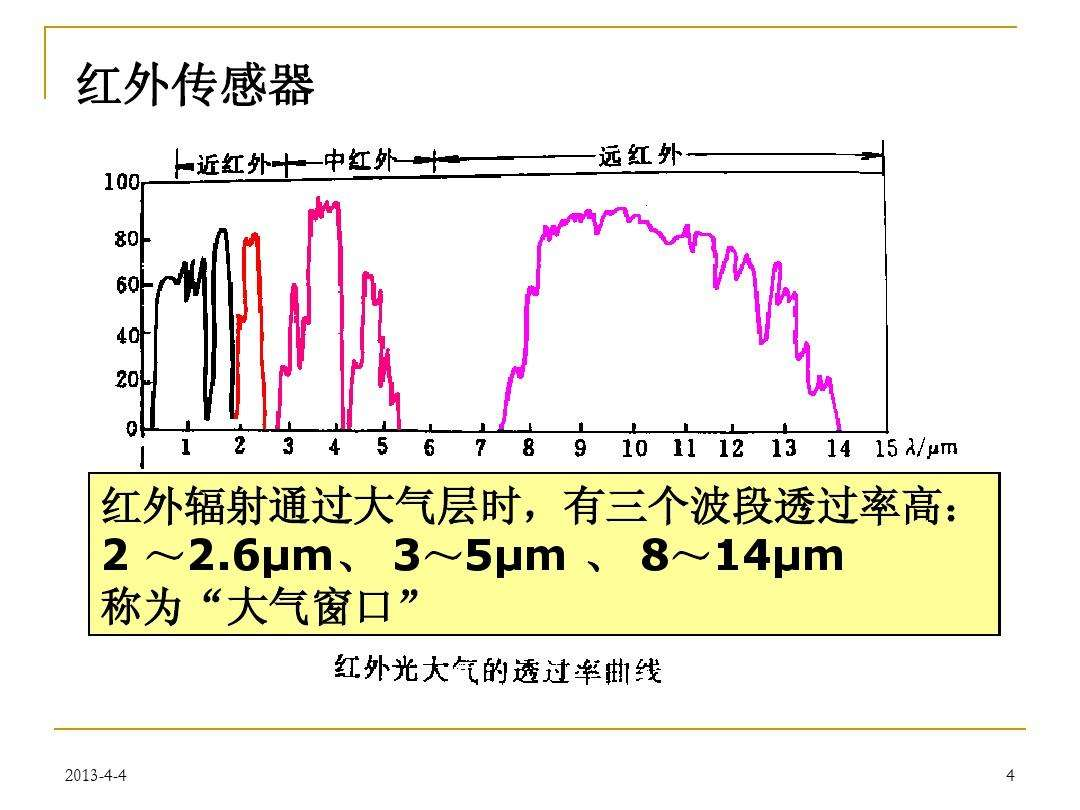 红外传感器
近红外 中红外 远红外
100
80
60
40
20
0
1 2 3 4 5 6 7 8 9 10 11 12 13 14 15 λ/μm
红外辐射通过大气层时，有三个波段透过率高：
2 ～2.6μm、 3～5μm 、 8～14μm
称为“大气窗口”
红外光大气的透过率曲线
2013-4-4 4